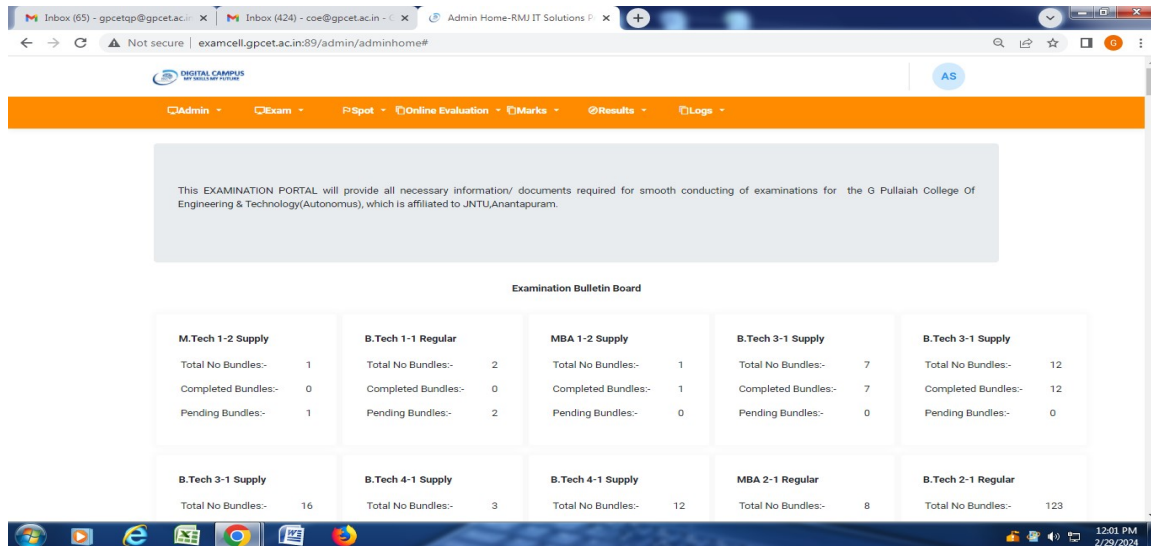 Inbox (65) - gpcetqp@gpcet.ac.in
Inbox (424) - coe@gpcet.ac.in - G
Admin Home-RMJ IT Solutions P
Not secure | examcell.gpcet.ac.in:89/admin/adminhome#
G
DIGITAL CAMPUS
MY SKILLS MY FUTURE
AS
Admin Exam Spot Online Evaluation Marks Results Logs
This EXAMINATION PORTAL will provide all necessary information/ documents required for smooth conducting of examinations for the G Pullaiah College Of
Engineering & Technology(Autonomus), which is affiliated to JNTU,Anantapuram.
Examination Bulletin Board
M.Tech 1-2 Supply
Total No Bundles:- 1
Completed Bundles:- 0
Pending Bundles:- 1
B.Tech 1-1 Regular
Total No Bundles:- 2
Completed Bundles:- 0
Pending Bundles:- 2
MBA 1-2 Supply
Total No Bundles:- 1
Completed Bundles:- 1
Pending Bundles:- 0
B.Tech 3-1 Supply
Total No Bundles:- 7
Completed Bundles:- 7
Pending Bundles:- 0
B.Tech 3-1 Supply
Total No Bundles:- 12
Completed Bundles:- 12
Pending Bundles:- 0
B.Tech 3-1 Supply
Total No Bundles:- 16
B.Tech 4-1 Supply
Total No Bundles:- 3
B.Tech 4-1 Supply
Total No Bundles:- 12
MBA 2-1 Regular
Total No Bundles:- 8
B.Tech 2-1 Regular
Total No Bundles:- 123
12:01 PM
2/29/2024